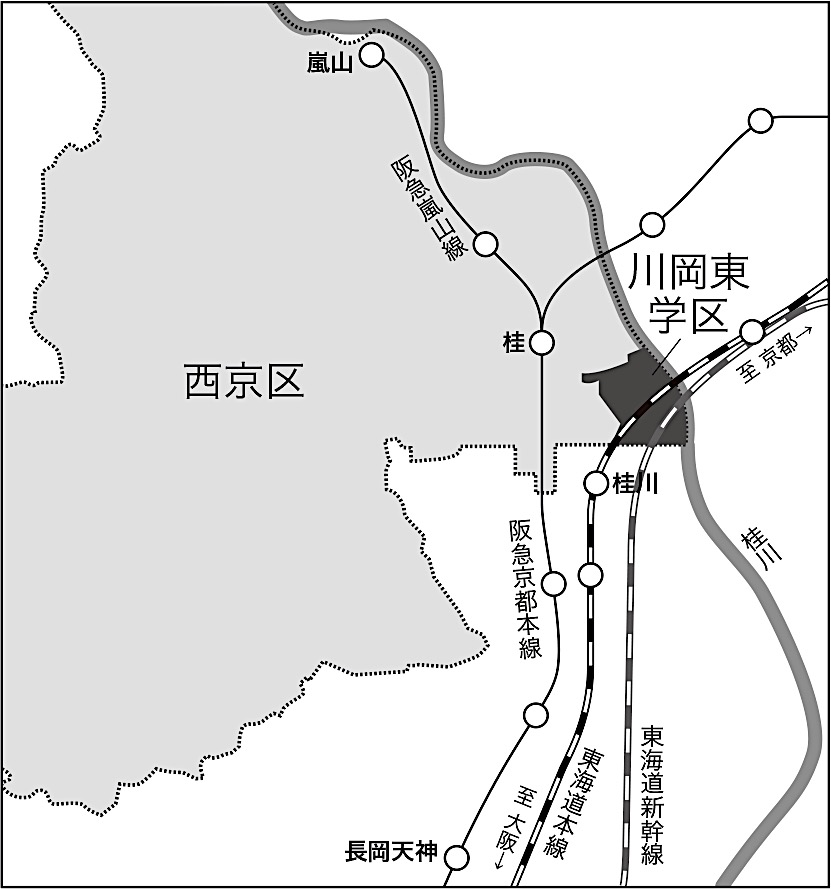 嵐山
阪急嵐山線
川岡東
学区
桂
至 京都→
西京区
桂川
桂川
阪急京都本線
東海道新幹線
東海道本線
至 大阪→
長岡天神